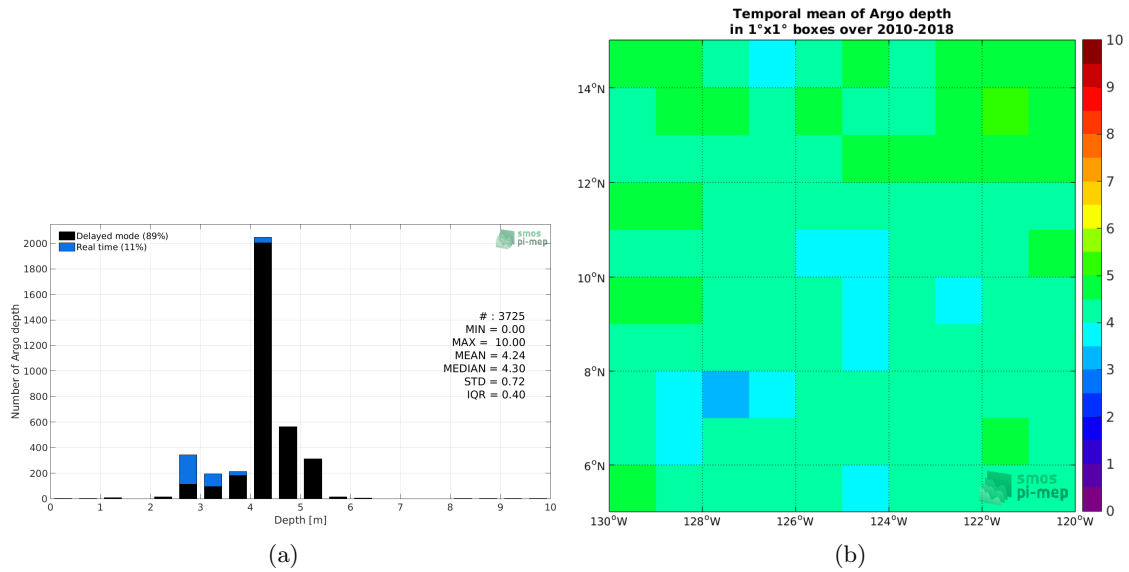 Temporal mean of Argo depth
in 1°x1° boxes over 2010-2018
Delayed mode (89%)
Real time (11%)
smos
pi-mep
# : 3725
MIN = 0.00
MAX = 10.00
MEAN = 4.24
MEDIAN = 4.30
STD = 0.72
IQR = 0.40
Number of Argo depth
2000
1800
1600
1400
1200
1000
800
600
400
200
0
0 1 2 3 4 5 6 7 8 9 10
Depth [m]
(a)
14°N
12°N
10°N
8°N
6°N
130°W 128°W 126°W 124°W 122°W 120°W
smos
pi-mep
10
9
8
7
6
5
4
3
2
1
0
(b)